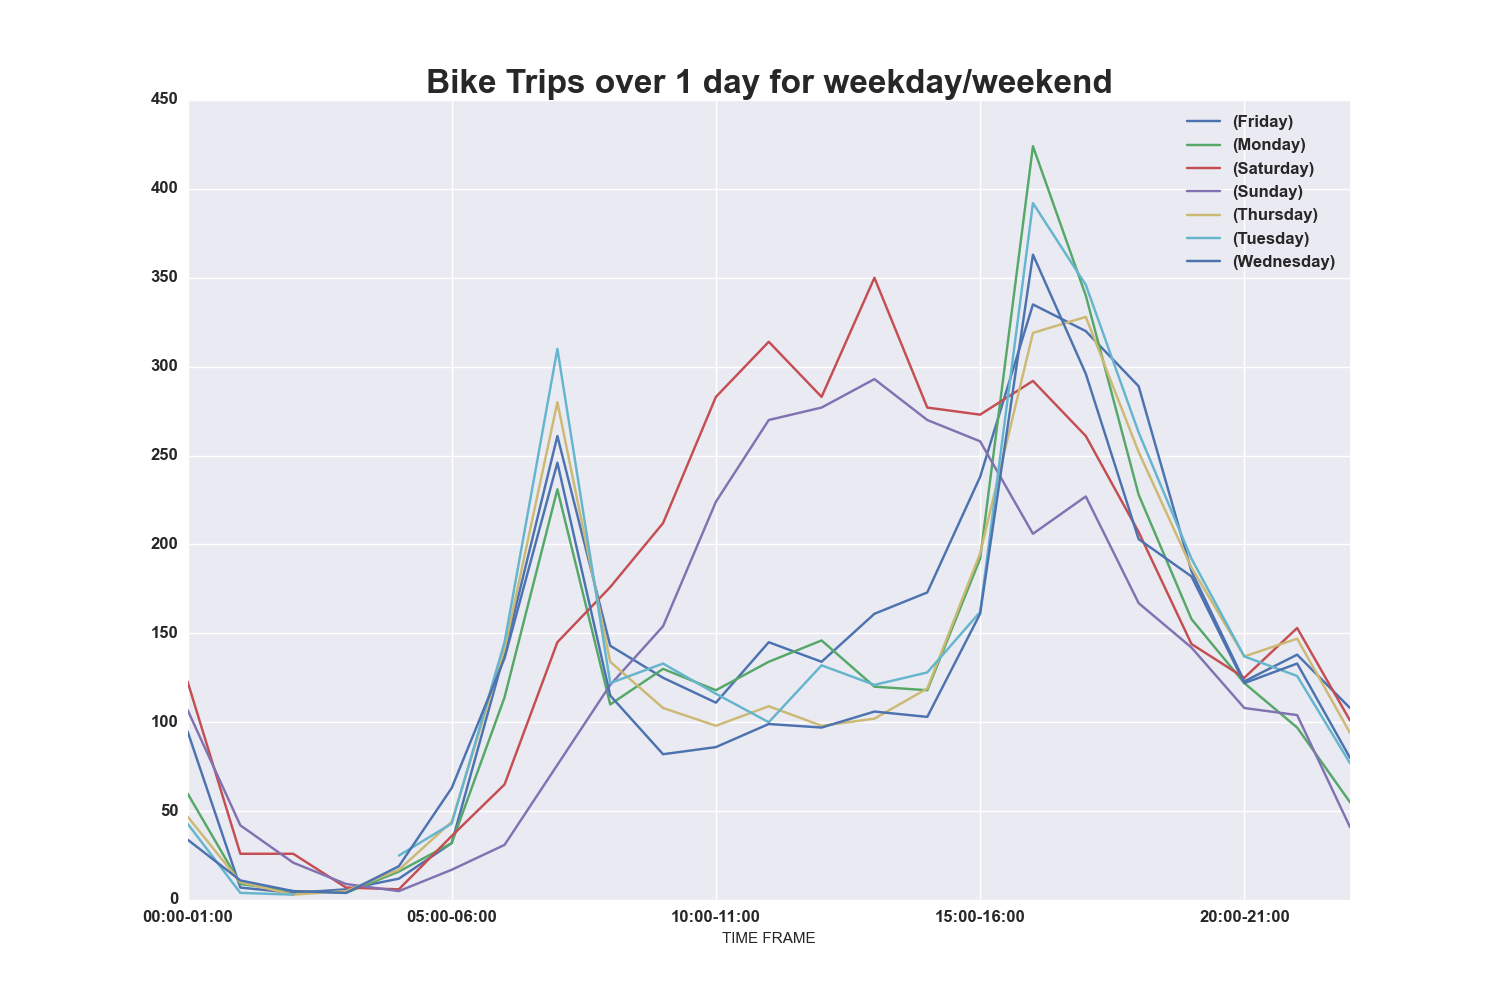 Bike Trips over 1 day for weekday/weekend
450
400
350
300
250
200
150
100
50
0
(Friday)
(Monday)
(Saturday)
(Sunday)
(Thursday)
(Tuesday)
(Wednesday)
00:00-01:00 05:00-06:00 10:00-11:00 15:00-16:00 20:00-21:00
TIME FRAME